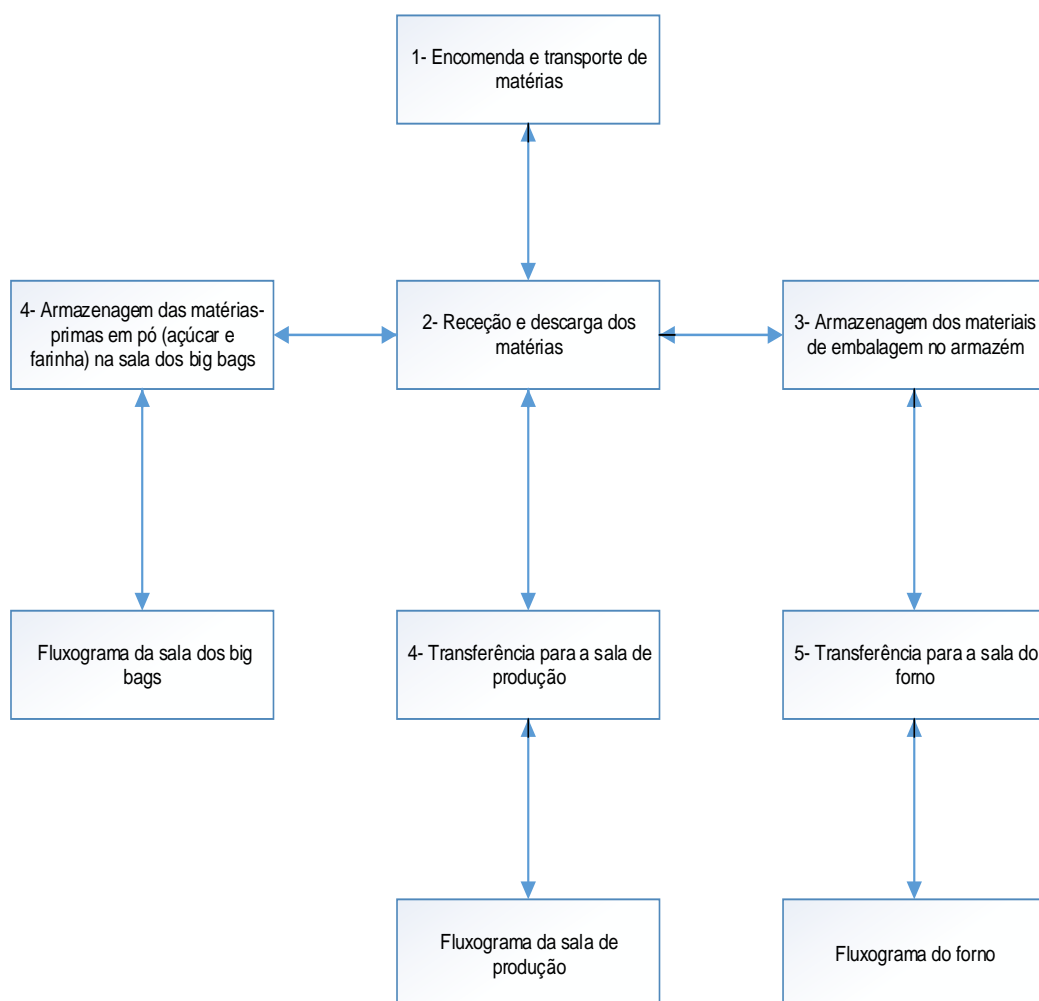 1- Encomenda e transporte de
matérias
4- Armazenagem das matérias-
primas em pó (açúcar e
farinha) na sala dos big bags
2- Receção e descarga dos
matérias
3- Armazenagem dos materiais
de embalagem no armazém
Fluxograma da sala dos big
bags
4- Transferência para a sala de
produção
5- Transferência para a sala do
forno
Fluxograma da sala de
produção
Fluxograma do forno